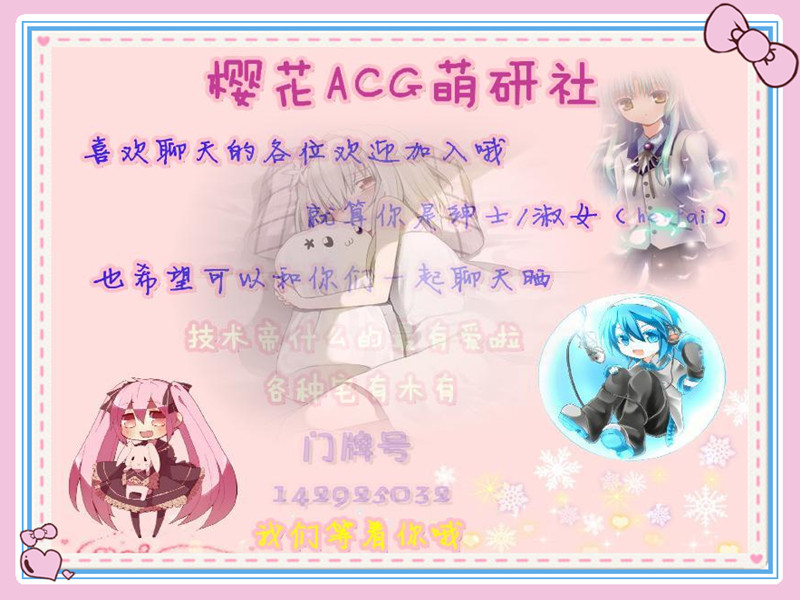 樱花ACG萌研社
喜欢聊天的各位欢迎加入哦
就算你是绅士/淑女（hentai）
也希望可以和你们一起聊天晒
技术帝什么的最有爱啦
各种宅有木有
门牌号
142925032
我们等着你哦